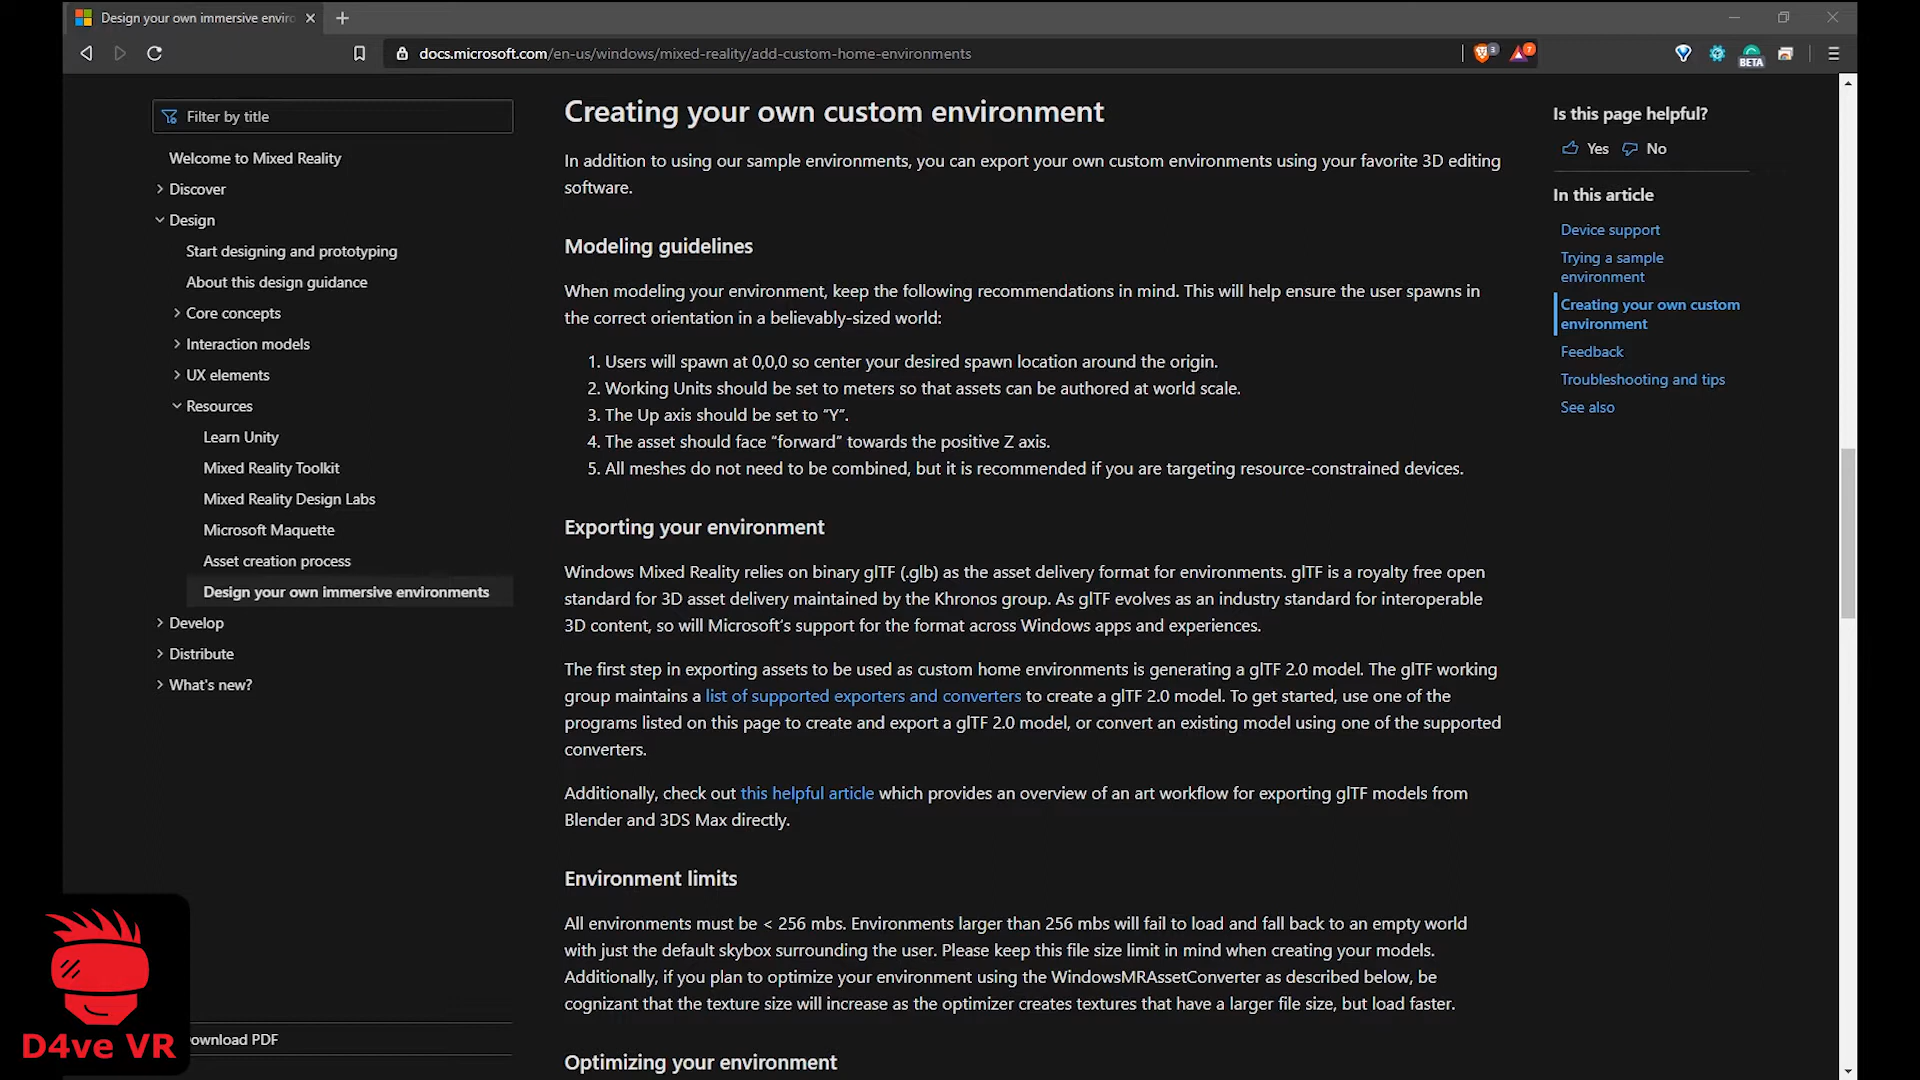 Design your own immersive enviro
docs.microsoft.com/en-us/windows/mixed-reality/add-custom-home-environments
3
7
BETA
Filter by title
Welcome to Mixed Reality
Discover
Design
Start designing and prototyping
About this design guidance
Core concepts
Interaction models
UX elements
Resources
Learn Unity
Mixed Reality Toolkit
Mixed Reality Design Labs
Microsoft Maquette
Asset creation process
Design your own immersive environments
Develop
Distribute
What's new?
ownload PDF
D4ve VR
Creating your own custom environment
In addition to using our sample environments, you can export your own custom environments using your favorite 3D editing
software.
Modeling guidelines
When modeling your environment, keep the following recommendations in mind. This will help ensure the user spawns in
the correct orientation in a believably-sized world:
1. Users will spawn at 0,0,0 so center your desired spawn location around the origin.
2. Working Units should be set to meters so that assets can be authored at world scale.
3. The Up axis should be set to “Y”.
4. The asset should face “forward” towards the positive Z axis.
5. All meshes do not need to be combined, but it is recommended if you are targeting resource-constrained devices.
Exporting your environment
Windows Mixed Reality relies on binary glTF (.glb) as the asset delivery format for environments. glTF is a royalty free open
standard for 3D asset delivery maintained by the Khronos group. As glTF evolves as an industry standard for interoperable
3D content, so will Microsoft's support for the format across Windows apps and experiences.
The first step in exporting assets to be used as custom home environments is generating a glTF 2.0 model. The glTF working
group maintains a list of supported exporters and converters to create a glTF 2.0 model. To get started, use one of the
programs listed on this page to create and export a glTF 2.0 model, or convert an existing model using one of the supported
converters.
Additionally, check out this helpful article which provides an overview of an art workflow for exporting glTF models from
Blender and 3DS Max directly.
Environment limits
All environments must be < 256 mbs. Environments larger than 256 mbs will fail to load and fall back to an empty world
with just the default skybox surrounding the user. Please keep this file size limit in mind when creating your models.
Additionally, if you plan to optimize your environment using the WindowsMRAssetConverter as described below, be
cognizant that the texture size will increase as the optimizer creates textures that have a larger file size, but load faster.
Optimizing your environment
Is this page helpful?
Yes No
In this article
Device support
Trying a sample
environment
Creating your own custom
environment
Feedback
Troubleshooting and tips
See also